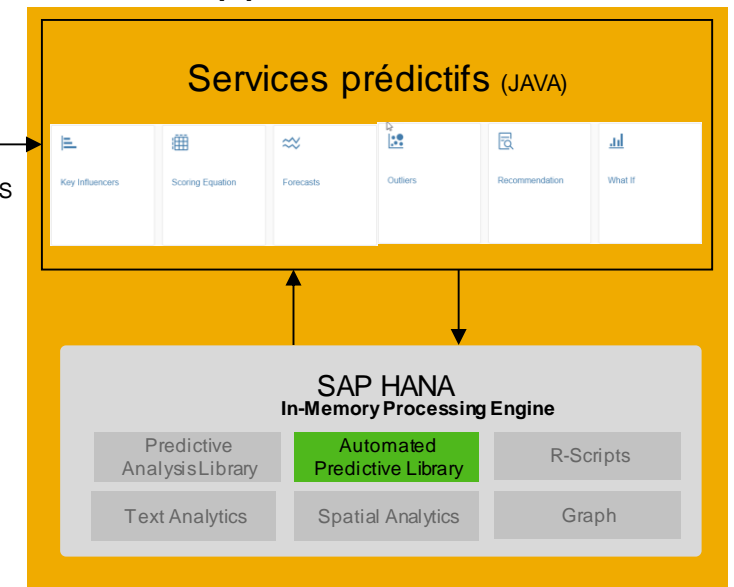 Services prédictifs (JAVA)
Key Influencers
Scoring Equation
Forecasts
Outliers
Recommendation
What If
S
SAP HANA
In-Memory Processing Engine
Predictive
Analysis Library
Automated
Predictive Library
R-Scripts
Text Analytics
Spatial Analytics
Graph